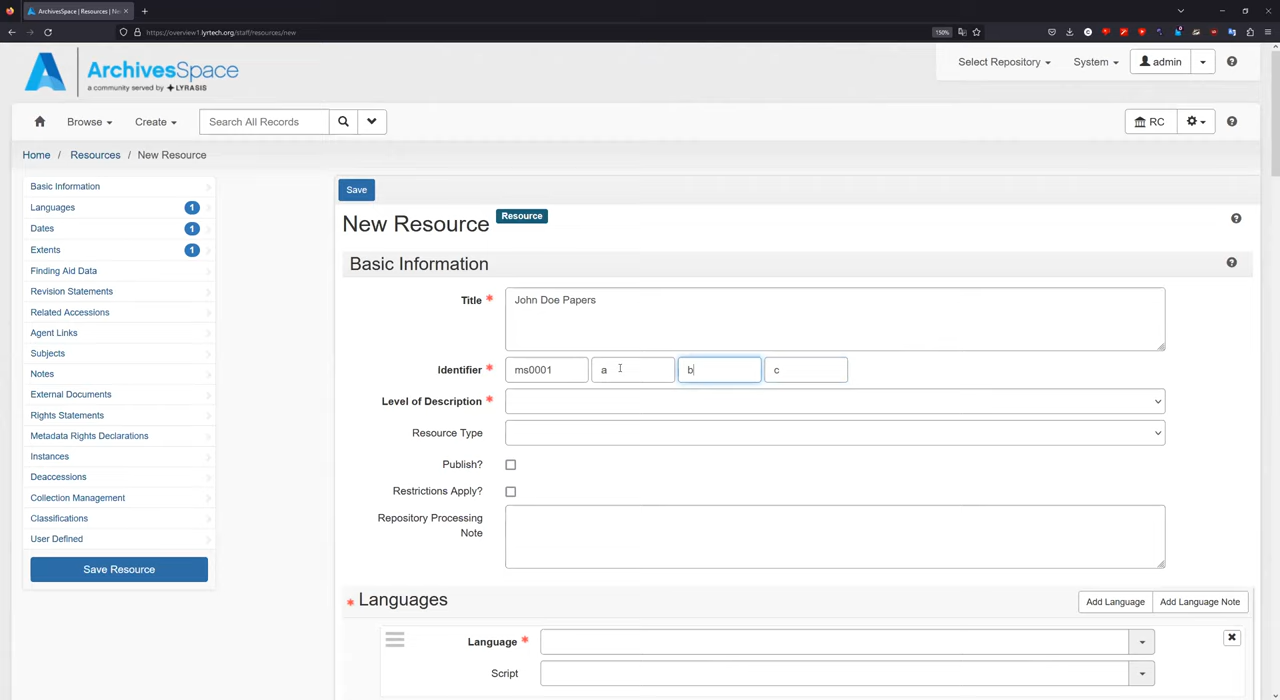 ArchivesSpace | Resources | Ne
https://overview1.lyrtech.org/staff/resources/new
150%
ArchivesSpace
a community served by LYRASIS
Select Repository
System
admin
Browse
Create
Search All Records
RC
Home / Resources / New Resource
Basic Information
Languages 1
Dates 1
Extents 1
Finding Aid Data
Revision Statements
Related Accessions
Agent Links
Subjects
Notes
External Documents
Rights Statements
Metadata Rights Declarations
Instances
Deaccessions
Collection Management
Classifications
User Defined
Save Resource
Save
New Resource Resource
Basic Information
Title * John Doe Papers
Identifier * ms0001 a b c
Level of Description *
Resource Type
Publish?
Restrictions Apply?
Repository Processing
Note
* Languages
Add Language Add Language Note
Language *
Script